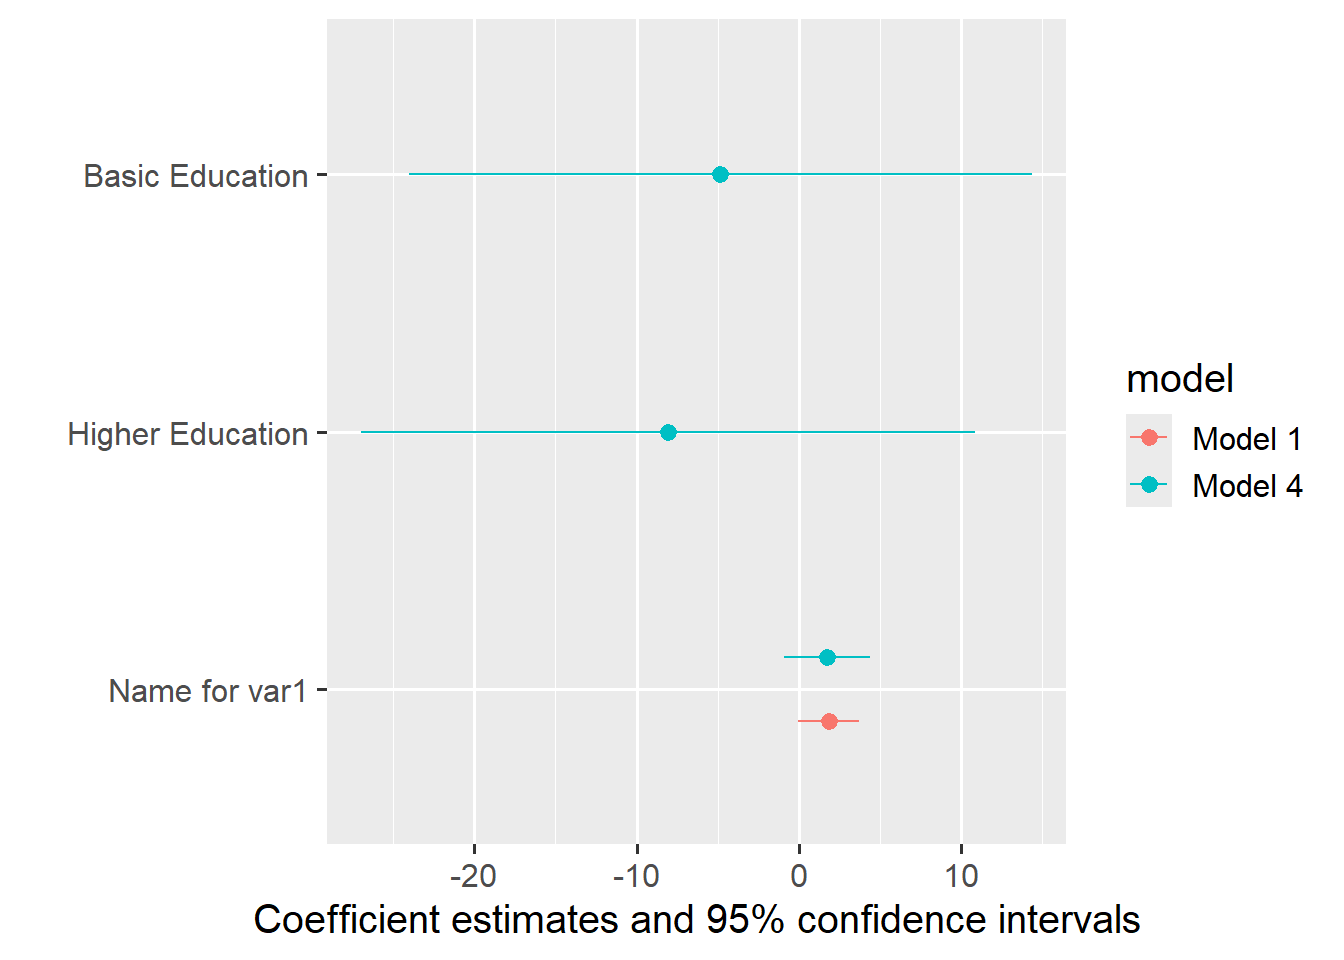 Basic Education
Higher Education
Name for var1
-20 -10 0 10
Coefficient estimates and 95% confidence intervals
model
Model 1
Model 4